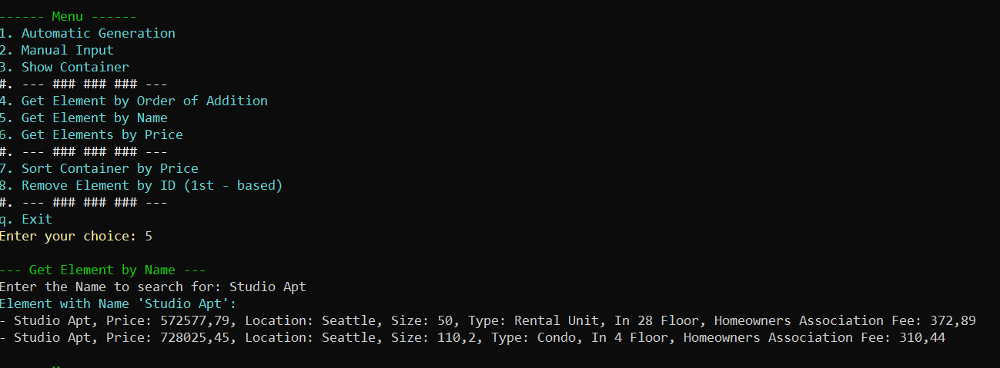 ------ Menu ------
1. Automatic Generation
2. Manual Input
3. Show Container
#. --- ### ### ### ---
4. Get Element by Order of Addition
5. Get Element by Name
6. Get Elements by Price
#. --- ### ### ### ---
7. Sort Container by Price
8. Remove Element by ID (1st - based)
#. --- ### ### ### ---
q. Exit
Enter your choice: 5
--- Get Element by Name ---
Enter the Name to search for: Studio Apt
Element with Name 'Studio Apt':
- Studio Apt, Price: 572577,79, Location: Seattle, Size: 50, Type: Rental Unit, In 28 Floor, Homeowners Association Fee: 372,89
- Studio Apt, Price: 728025,45, Location: Seattle, Size: 110,2, Type: Condo, In 4 Floor, Homeowners Association Fee: 310,44